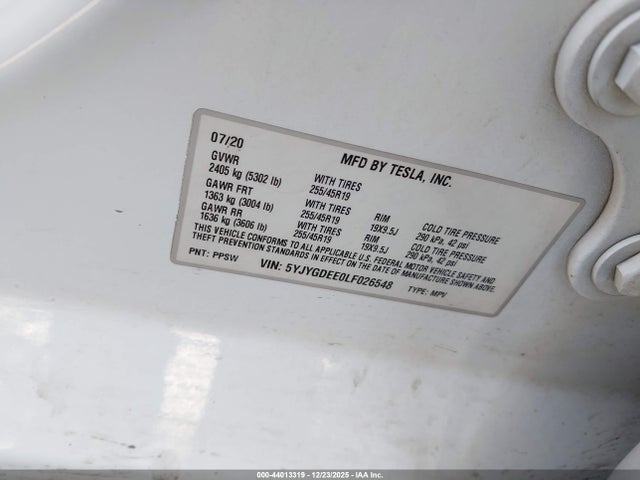 07/20 MFD BY TESLA, INC.
GVWR
2405 kg (5302 lb) WITH TIRES
GAWR FRT 255/45R19 RIM COLD TIRE PRESSURE
1363 kg (3004 lb) WITH TIRES 19X9.5J 290 kPa, 42 psi
GAWR RR 255/45R19 RIM COLD TIRE PRESSURE
1636 kg (3606 lb) WITH TIRES 19X9.5J 290 kPa, 42 psi
255/45R19
THIS VEHICLE CONFORMS TO ALL APPLICABLE U.S. FEDERAL MOTOR VEHICLE SAFETY AND
THEFT PREVENTION STANDARDS IN EFFECT ON THE DATE OF MANUFACTURE SHOWN ABOVE.
PNT: PPSW VIN: 5YJYGDEE0LF026548 TYPE: MPV
000-44013319 - 12/23/2025 - IAA Inc.